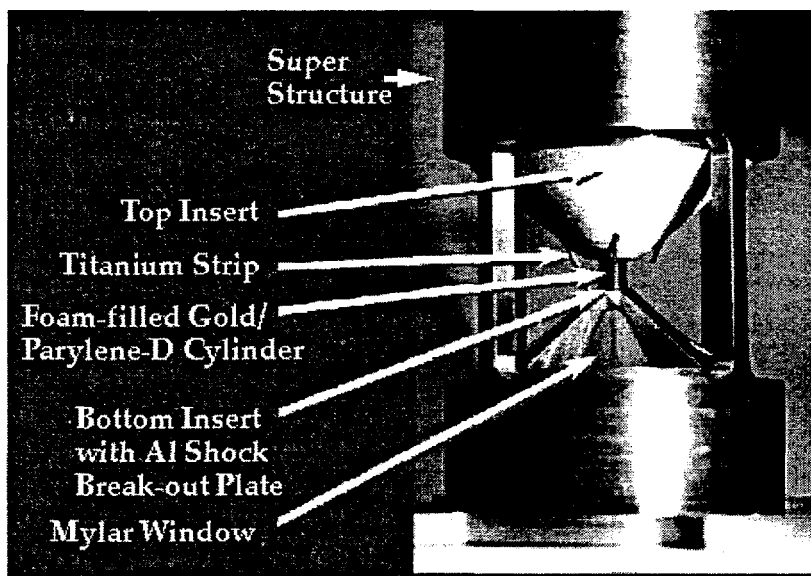 Super
Structure
Top Insert
Titanium Strip
Foam-filled Gold/
Parylene-D Cylinder
Bottom Insert
with Al Shock
Break-out Plate
Mylar Window